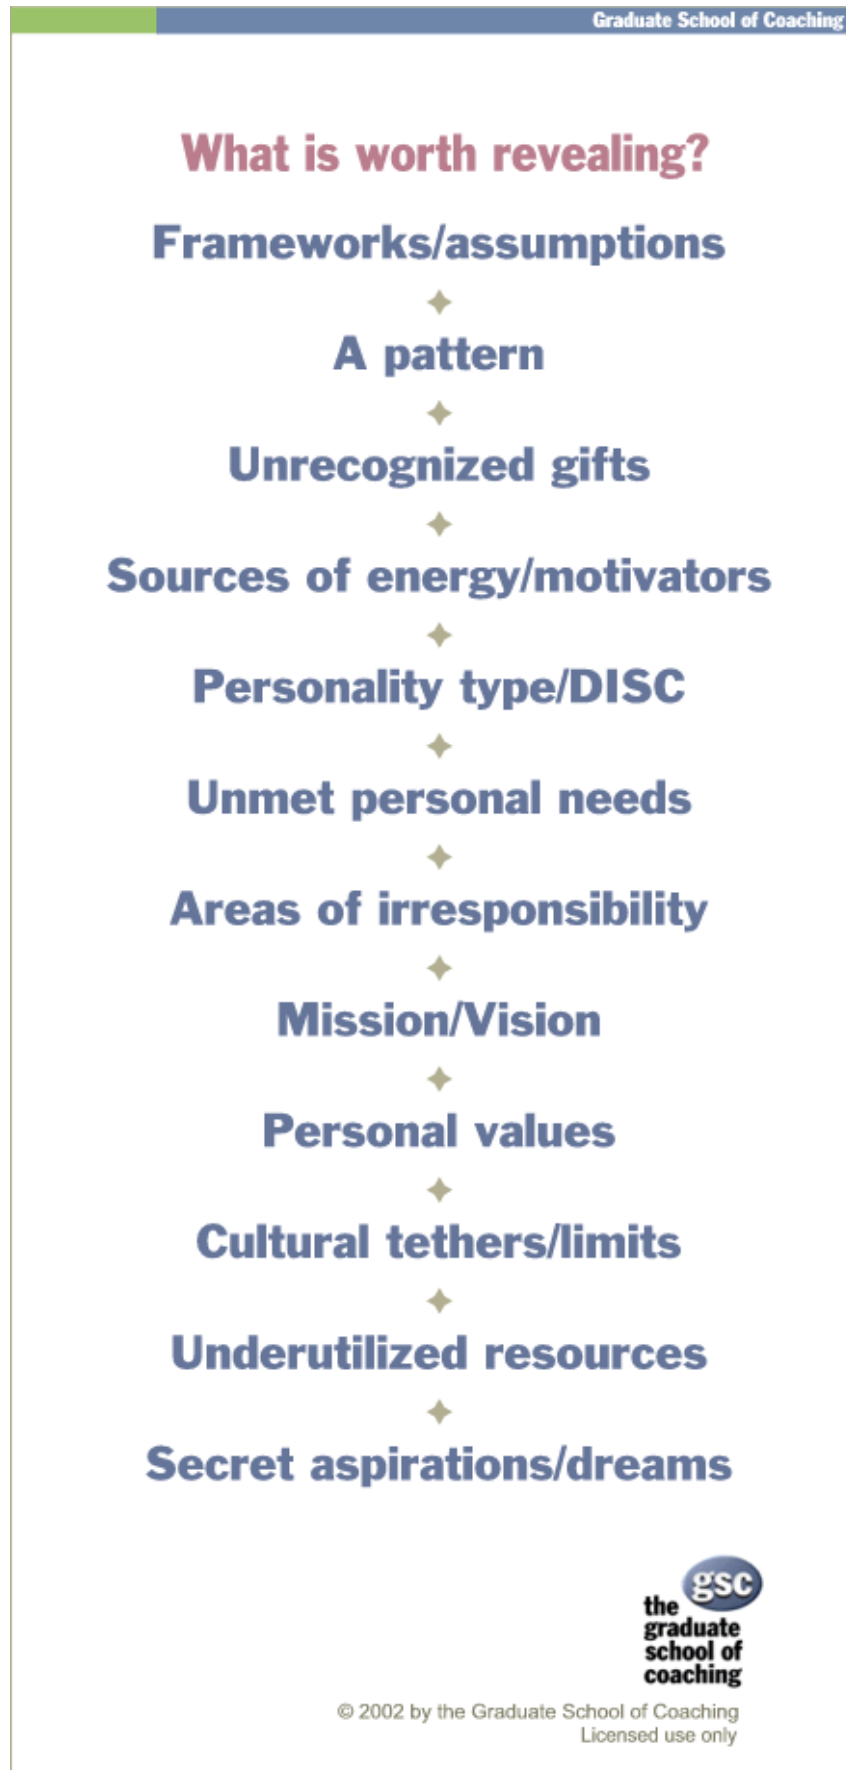 Graduate School of Coaching
What is worth revealing?
Frameworks/assumptions
A pattern
Unrecognized gifts
Sources of energy/motivators
Personality type/DISC
Unmet personal needs
Areas of irresponsibility
Mission/Vision
Personal values
Cultural tethers/limits
Underutilized resources
Secret aspirations/dreams
gsc
the
graduate
school of
coaching
© 2002 by the Graduate School of Coaching
Licensed use only